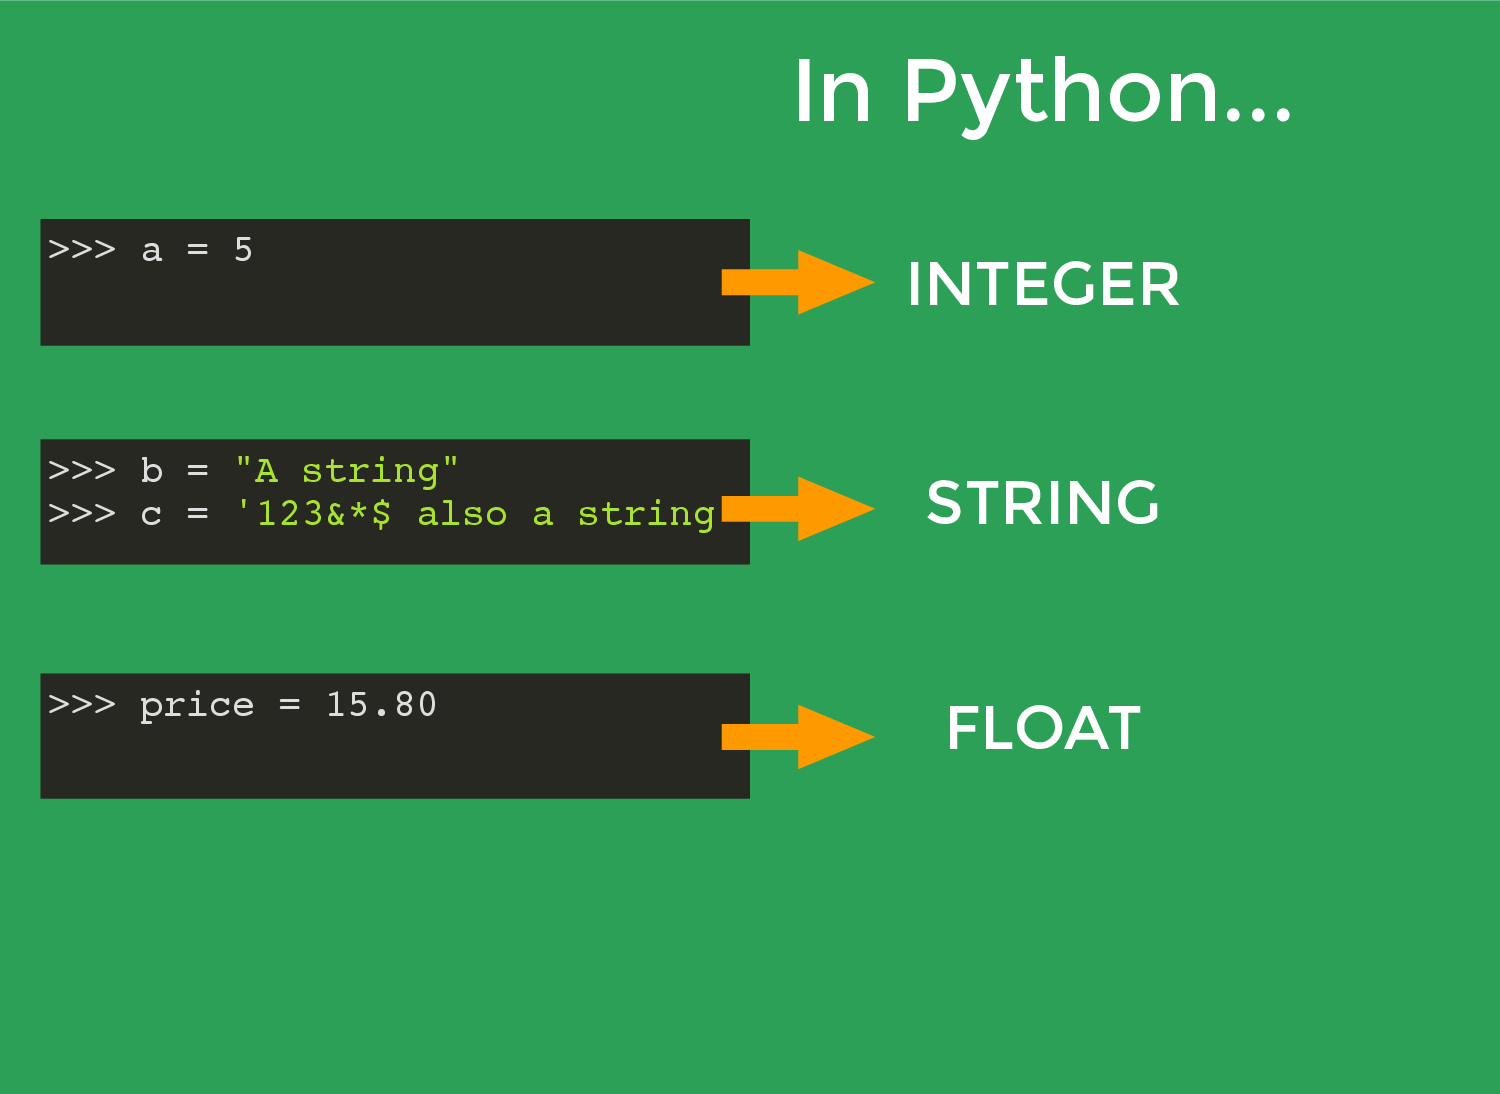 In Python...
>>> a = 5
INTEGER
>>> b = "A string"
>>> c = '123&*$ also a string
STRING
>>> price = 15.80
FLOAT